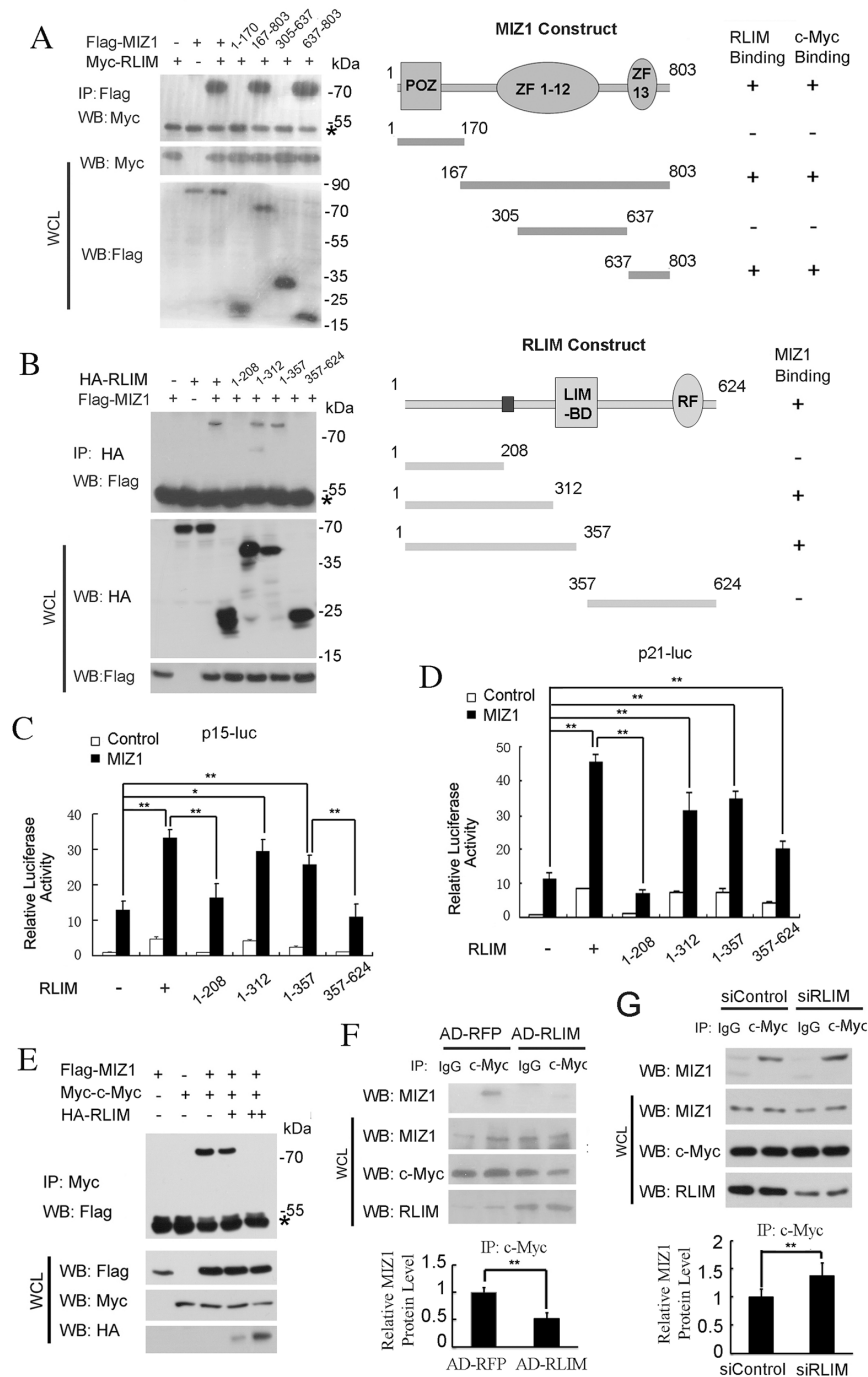 A
Flag-MIZ1 - + + 1-170 167-803 305-637 637-803
Myc-RLIM + - + + + + +
kDa
IP:Flag
WB: Myc
-70
-55
*
WB: Myc
WCL
WB:Flag
-90
-70
-55
-35
-25
-15
MIZ1 Construct
RLIM Binding
c-Myc Binding
1 POZ ZF 1-12 ZF 13 803 + +
1 170 - -
167 803 + +
305 637 - -
637 803 + +
B
HA-RLIM - + + 1-208 1-312 1-357 357-624
Flag-MIZ1 + - + + + + +
kDa
IP: HA
WB: Flag
-70
-55
*
WCL
WB: HA
-70
-35
-25
-15
WB:Flag
RLIM Construct
MIZ1 Binding
1 LIM -BD RF 624 +
1 208 -
1 312 +
1 357 +
357 624 -
C
p15-luc
Control
MIZ1
** * ** ** **
Relative Luciferase Activity
40
30
20
10
0
RLIM - + 1-208 1-312 1-357 357-624
D
p21-luc
Control
MIZ1
** ** ** ** **
Relative Luciferase Activity
50
40
30
20
10
0
RLIM - + 1-208 1-312 1-357 357-624
E
Flag-MIZ1 + - + + +
Myc-c-Myc - + + + +
HA-RLIM - - - + ++
kDa
IP: Myc
WB: Flag
-70
-55
*
WCL
WB: Flag
WB: Myc
WB: HA
F
AD-RFP AD-RLIM
IP: IgG c-Myc IgG c-Myc
WB: MIZ1
WCL
WB: MIZ1
WB: c-Myc
WB: RLIM
IP: c-Myc
**
Relative MIZ1 Protein Level
1.5
1
0.5
0
AD-RFP AD-RLIM
G
siControl siRLIM
IP: IgG c-Myc IgG c-Myc
WB: MIZ1
WCL
WB: MIZ1
WB: c-Myc
WB: RLIM
IP: c-Myc
**
Relative MIZ1 Protein Level
2
1.5
1
0.5
0
siControl siRLIM